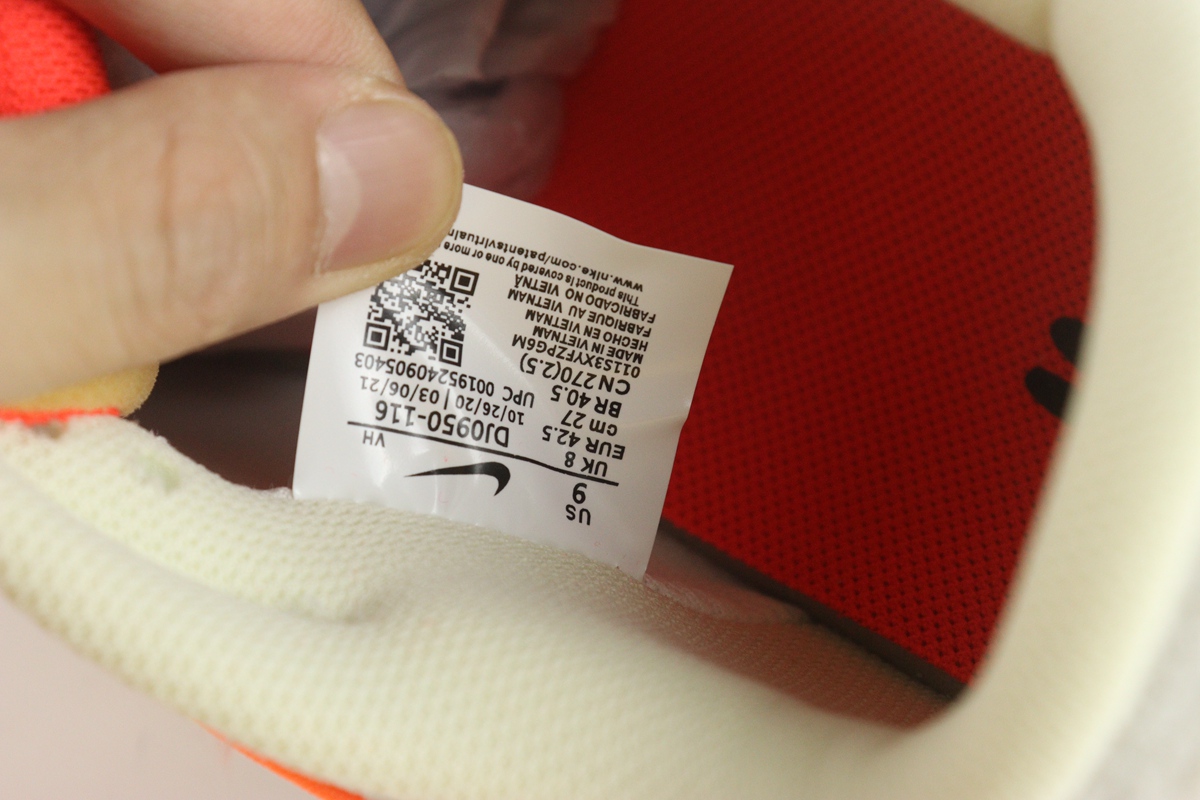 US
9
UK 8
EUR 42.5
cm 27
BR 40.5
CN 270(2.5)
VH
DJ0950-116
10/26/20 | 03/06/21
UPC 00195240905403
011S3XYFZPG6M
MADE IN VIETNAM
HECHO EN VIETNAM
FABRIQUE AU VIETNAM
FABRICADO NO VIETNÃ
This product is covered by one or more
www.nike.com/patentsvirtualm